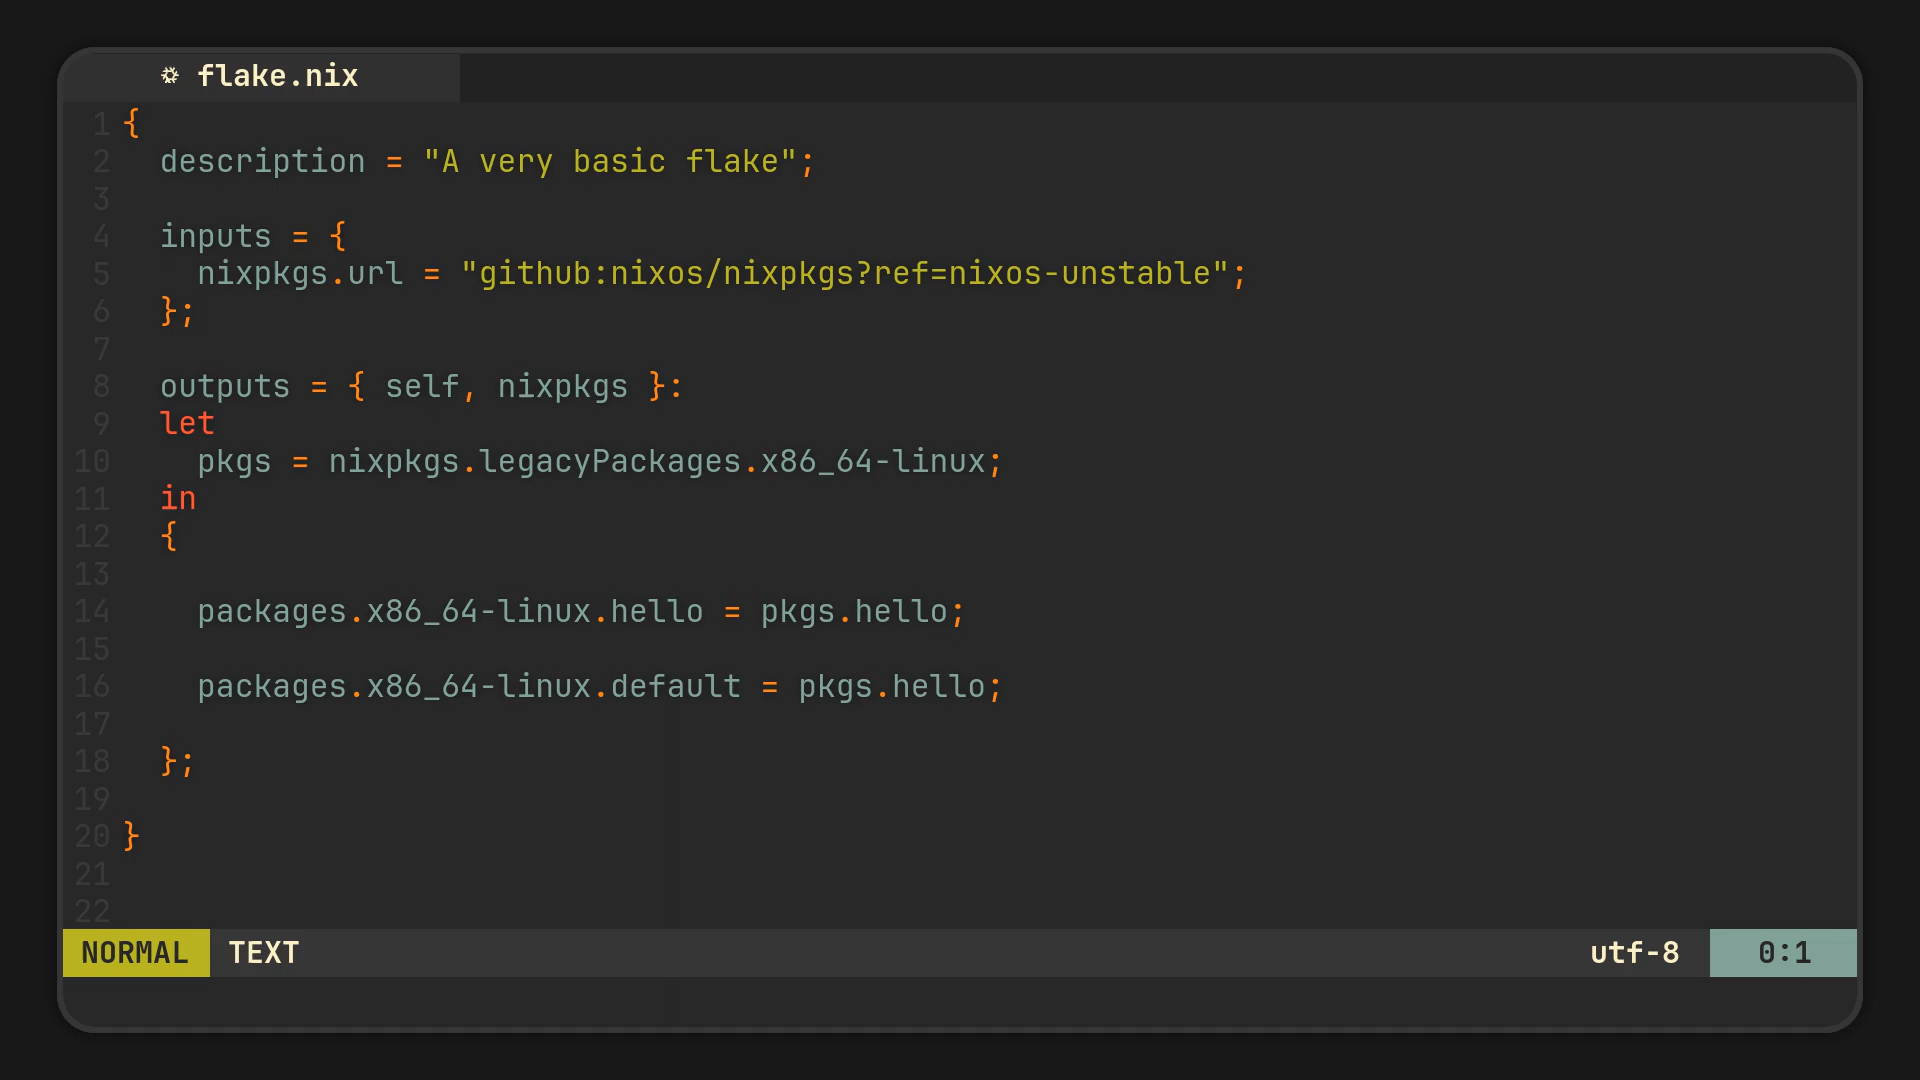 flake.nix
1 {
2   description = "A very basic flake";
3
4   inputs = {
5     nixpkgs.url = "github:nixos/nixpkgs?ref=nixos-unstable";
6   };
7
8   outputs = { self, nixpkgs }:
9   let
10     pkgs = nixpkgs.legacyPackages.x86_64-linux;
11   in
12   {
13
14     packages.x86_64-linux.hello = pkgs.hello;
15
16     packages.x86_64-linux.default = pkgs.hello;
17
18   };
19
20 }
21
22
NORMAL TEXT utf-8 0:1